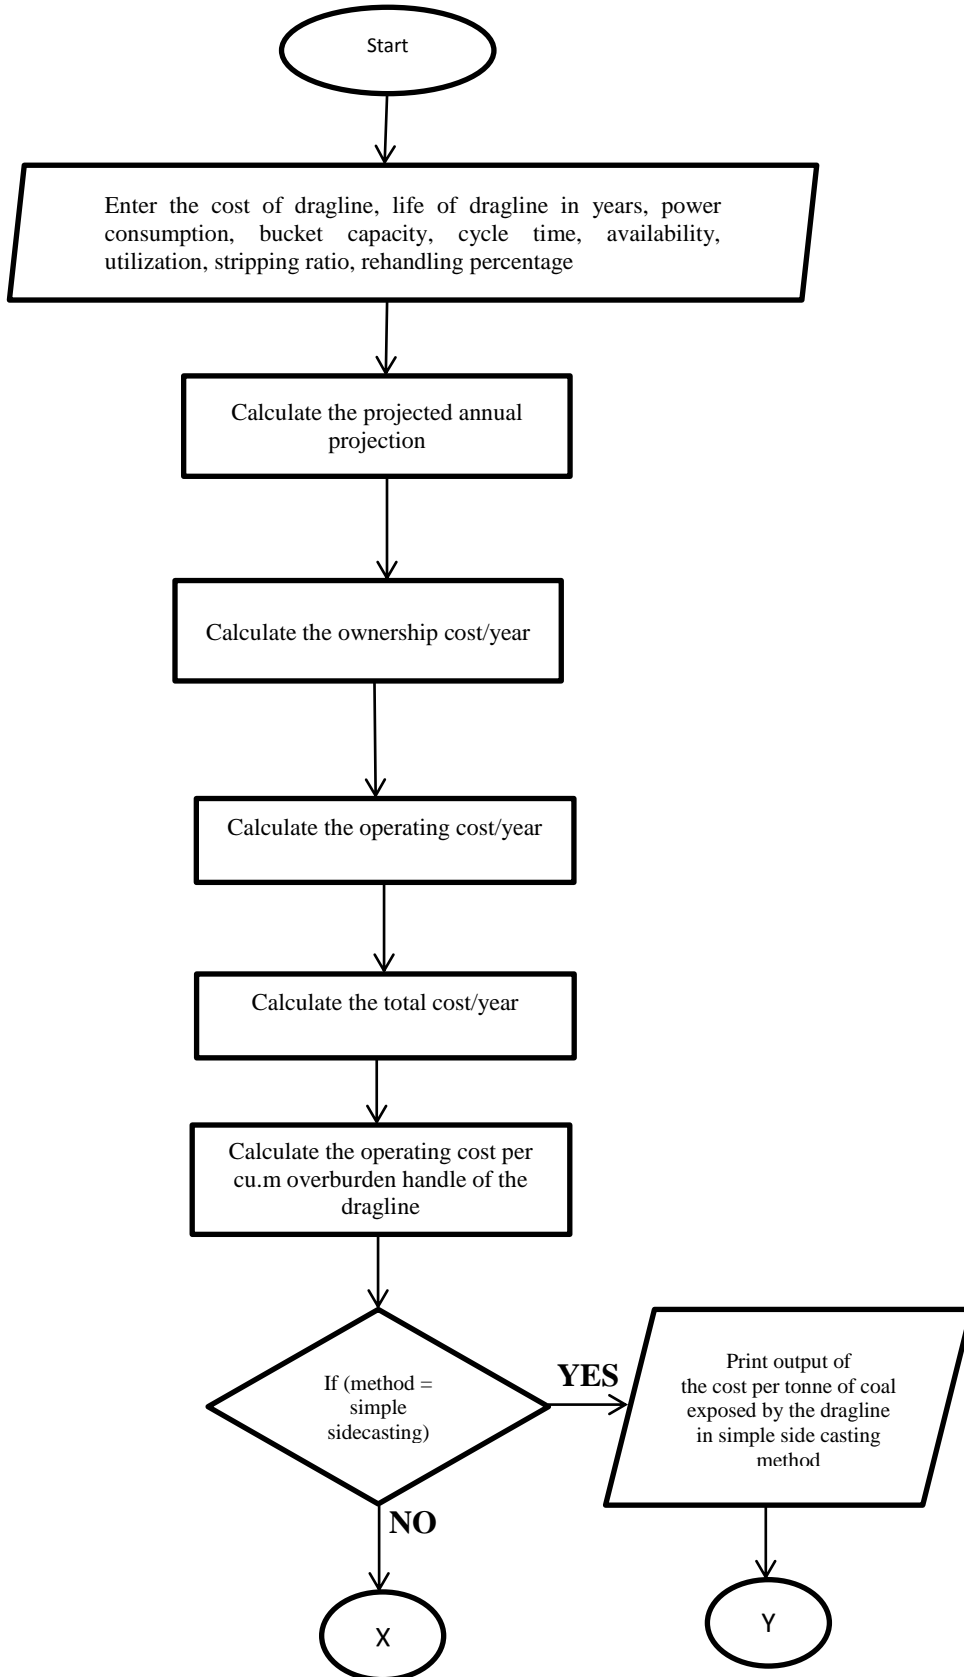 Start
Enter the cost of dragline, life of dragline in years, power
consumption, bucket capacity, cycle time, availability,
utilization, stripping ratio, rehandling percentage
Calculate the projected annual
projection
Calculate the ownership cost/year
Calculate the operating cost/year
Calculate the total cost/year
Calculate the operating cost per
cu.m overburden handle of the
dragline
If (method =
simple
sidecasting)
YES
Print output of
the cost per tonne of coal
exposed by the dragline
in simple side casting
method
NO
X
Y